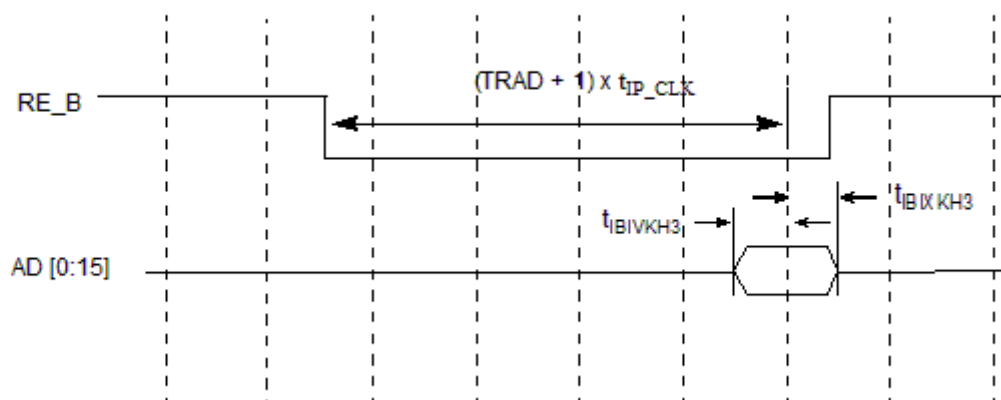 (TRAD + 1) x tIP_CLK
RE_B
tIBIXKH3
tIBIVKH3
AD [0:15]